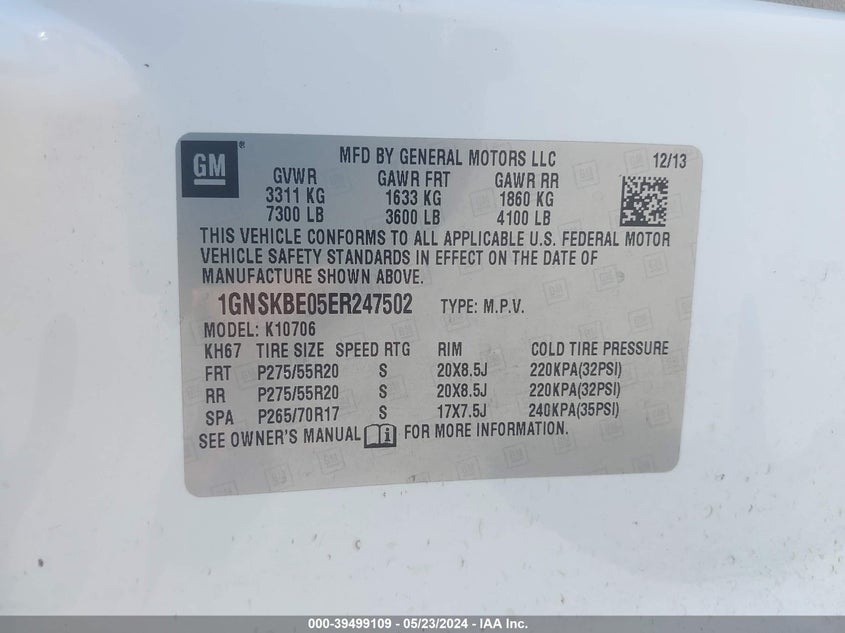 GM ® MFD BY GENERAL MOTORS LLC 12/13
GVWR GAWR FRT GAWR RR
3311 KG 1633 KG 1860 KG
7300 LB 3600 LB 4100 LB
THIS VEHICLE CONFORMS TO ALL APPLICABLE U.S. FEDERAL MOTOR
VEHICLE SAFETY STANDARDS IN EFFECT ON THE DATE OF
MANUFACTURE SHOWN ABOVE.
1GNSKBE05ER247502 TYPE: M.P.V.
MODEL: K10706
KH67 TIRE SIZE SPEED RTG RIM COLD TIRE PRESSURE
FRT P275/55R20 S 20X8.5J 220KPA(32PSI)
RR P275/55R20 S 20X8.5J 220KPA(32PSI)
SPA P265/70R17 S 17X7.5J 240KPA(35PSI)
SEE OWNER'S MANUAL FOR MORE INFORMATION.
000-39499109 - 05/23/2024 - IAA Inc.